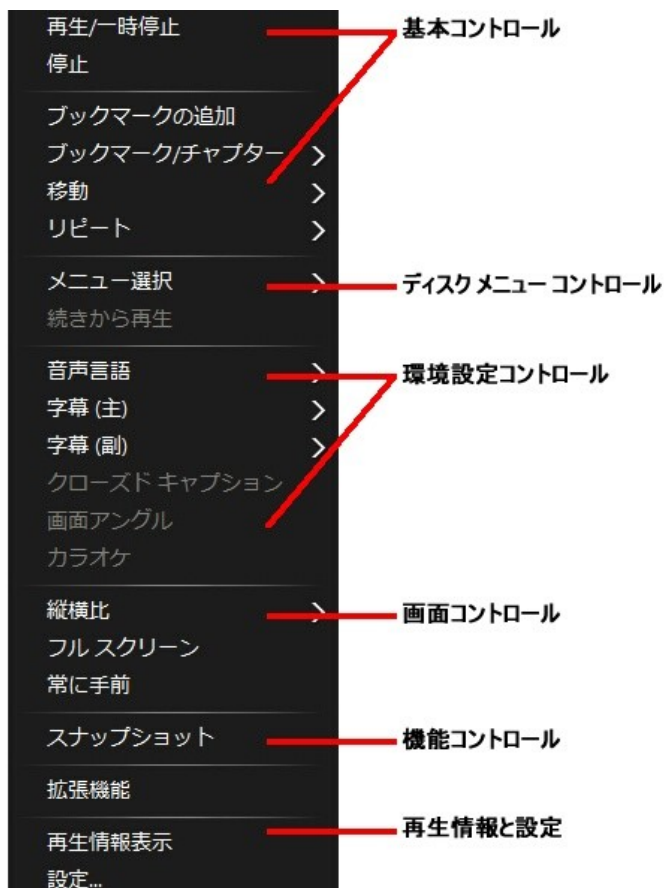 再生/一時停止
基本コントロール
停止
ブックマークの追加
ブックマーク/チャプター
移動
リピート
メニュー選択
ディスク メニュー コントロール
続きから再生
音声言語
環境設定コントロール
字幕 (主)
字幕 (副)
クローズド キャプション
画面アングル
カラオケ
縦横比
画面コントロール
フル スクリーン
常に手前
スナップショット
機能コントロール
拡張機能
再生情報と設定
再生情報表示
設定...